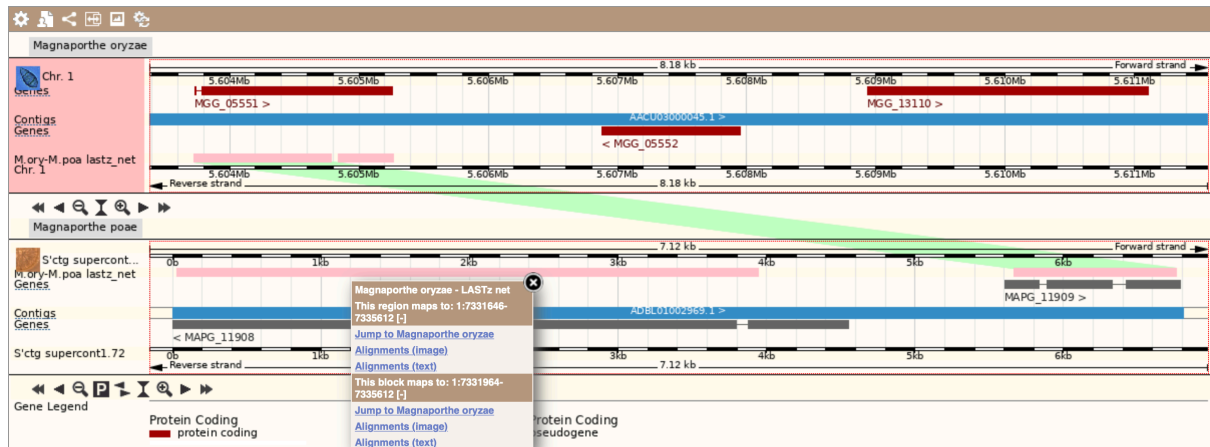 Magnaporthe oryzae
8.18 kb
Forward strand
Chr. 1
5.604Mb 5.605Mb 5.606Mb 5.607Mb 5.608Mb 5.609Mb 5.610Mb 5.611Mb
Genes
MGG_05551 > MGG_13110 >
Contigs AACU03000045.1 >
Genes
< MGG_05552
M.ory-M.poa lastz_net
Chr. 1
5.604Mb 5.605Mb 5.606Mb 5.607Mb 5.608Mb 5.609Mb 5.610Mb 5.611Mb
Reverse strand 8.18 kb
Magnaporthe poae
7.12 kb Forward strand
S'ctg supercont...
0b 1kb 2kb 3kb 4kb 5kb 6kb
M.ory-M.poa lastz_net
Genes
MAPG_11909 >
Contigs ADBL01002969.1 >
Genes
< MAPG_11908
S'ctg supercont1.72
0b 1kb 3kb 4kb 5kb 6kb
Reverse strand 7.12 kb
Magnaporthe oryzae - LASTz net
This region maps to: 1:7331646-
7335612 [-]
Jump to Magnaporthe oryzae
Alignments (image)
Alignments (text)
This block maps to: 1:7331964-
7335612 [-]
Jump to Magnaporthe oryzae
Alignments (image)
Alignments (text)
Gene Legend
Protein Coding
protein coding